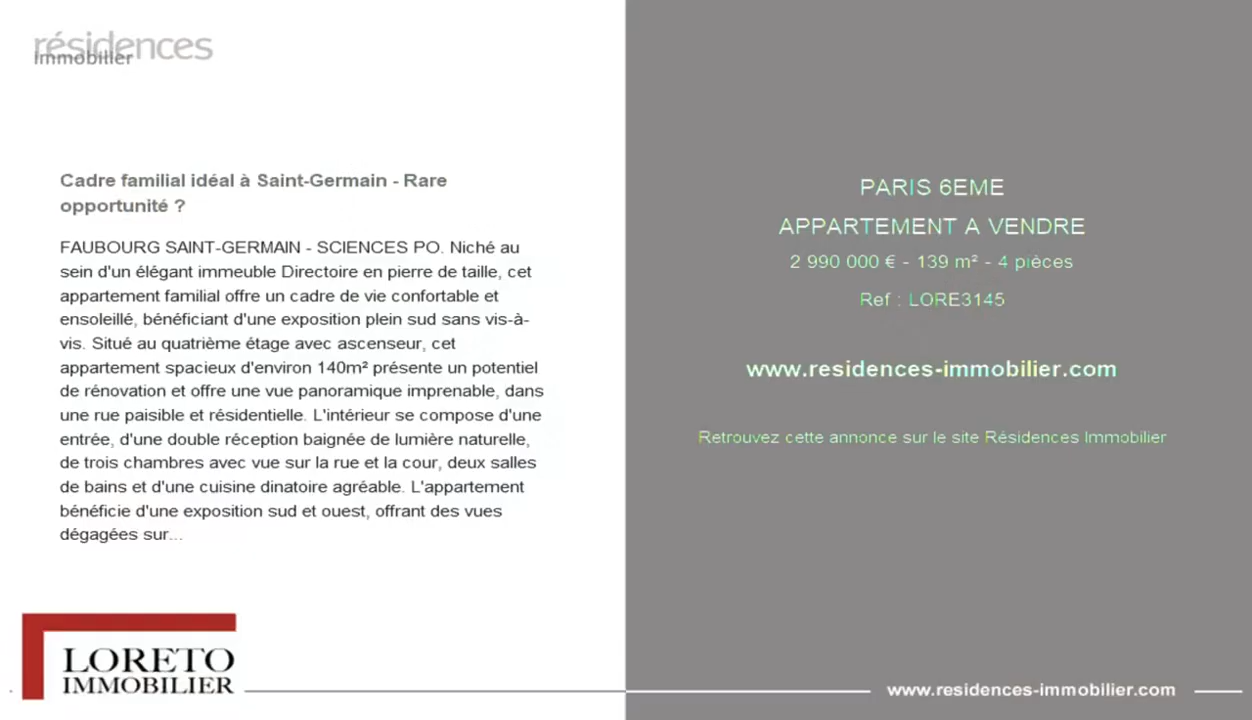 résidences
immobilier
Cadre familial idéal à Saint-Germain - Rare
opportunité ?
FAUBOURG SAINT-GERMAIN - SCIENCES PO. Niché au
sein d'un élégant immeuble Directoire en pierre de taille, cet
appartement familial offre un cadre de vie confortable et
ensoleillé, bénéficiant d'une exposition plein sud sans vis-à-
vis. Situé au quatrième étage avec ascenseur, cet
appartement spacieux d'environ 140m² présente un potentiel
de rénovation et offre une vue panoramique imprenable, dans
une rue paisible et résidentielle. L'intérieur se compose d'une
entrée, d'une double réception baignée de lumière naturelle,
de trois chambres avec vue sur la rue et la cour, deux salles
de bains et d'une cuisine dinatoire agréable. L'appartement
bénéficie d'une exposition sud et ouest, offrant des vues
dégagées sur...
LORETO
IMMOBILIER
PARIS 6EME
APPARTEMENT A VENDRE
2 990 000 € - 139 m² - 4 pièces
Ref : LORE3145
www.residences-immobilier.com
Retrouvez cette annonce sur le site Résidences Immobilier
www.residences-immobilier.com